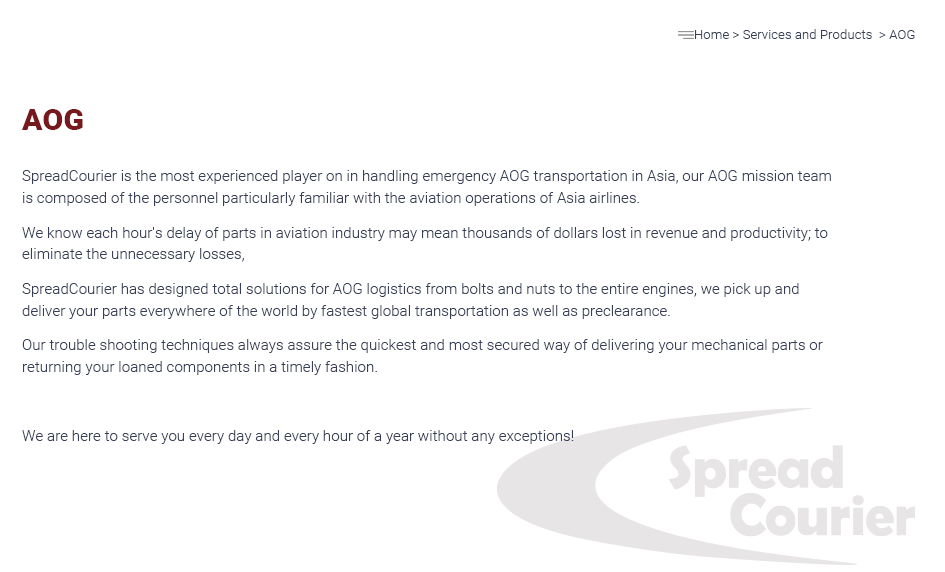 Home > Services and Products > AOG
AOG
SpreadCourier is the most experienced player on in handling emergency AOG transportation in Asia, our AOG mission team
is composed of the personnel particularly familiar with the aviation operations of Asia airlines.
We know each hour's delay of parts in aviation industry may mean thousands of dollars lost in revenue and productivity; to
eliminate the unnecessary losses,
SpreadCourier has designed total solutions for AOG logistics from bolts and nuts to the entire engines, we pick up and
deliver your parts everywhere of the world by fastest global transportation as well as preclearance.
Our trouble shooting techniques always assure the quickest and most secured way of delivering your mechanical parts or
returning your loaned components in a timely fashion.
We are here to serve you every day and every hour of a year without any exceptions!
Spread
Courier